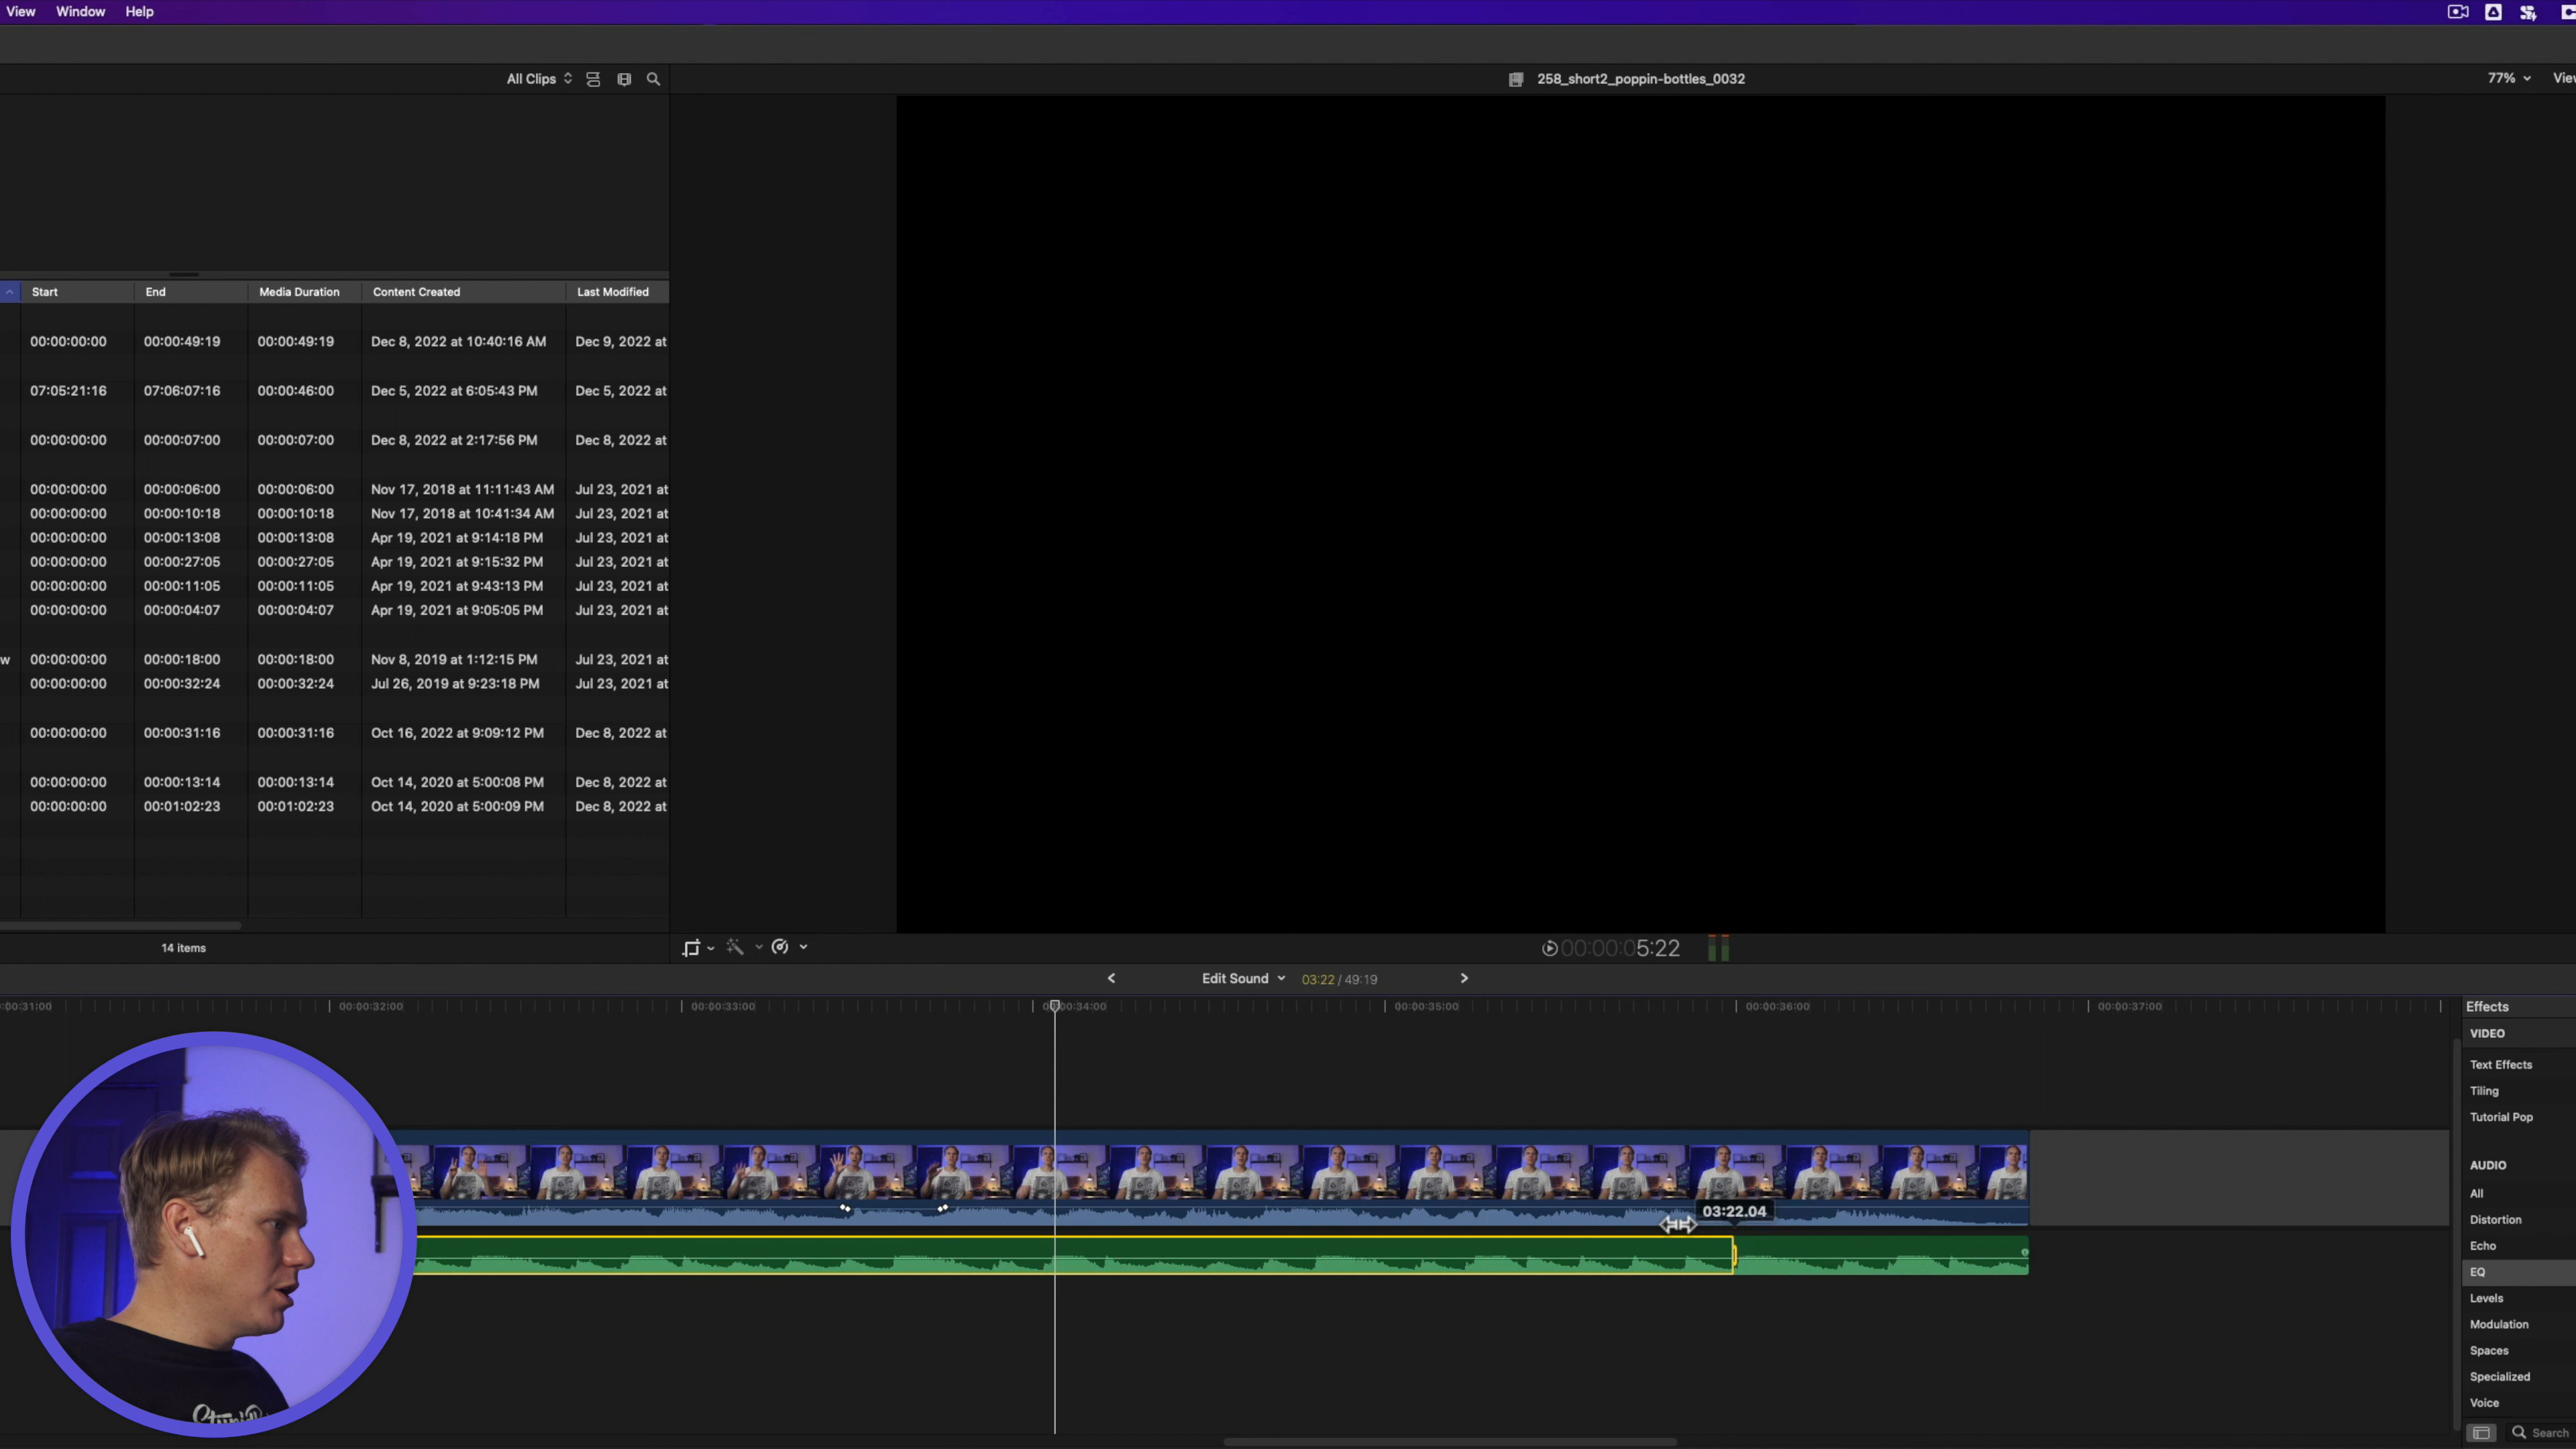 View Window Help
All Clips
258_short2_poppin-bottles_0032
77%
Start End Media Duration Content Created Last Modified
00:00:00:00 00:00:49:19 00:00:49:19 Dec 8, 2022 at 10:40:16 AM Dec 9, 2022 at
07:05:21:16 07:06:07:16 00:00:46:00 Dec 5, 2022 at 6:05:43 PM Dec 5, 2022 at
00:00:00:00 00:00:07:00 00:00:07:00 Dec 8, 2022 at 2:17:56 PM Dec 8, 2022 at
00:00:00:00 00:00:06:00 00:00:06:00 Nov 17, 2018 at 11:11:43 AM Jul 23, 2021 at
00:00:00:00 00:00:10:18 00:00:10:18 Nov 17, 2018 at 10:41:34 AM Jul 23, 2021 at
00:00:00:00 00:00:13:08 00:00:13:08 Apr 19, 2021 at 9:14:18 PM Jul 23, 2021 at
00:00:00:00 00:00:27:05 00:00:27:05 Apr 19, 2021 at 9:15:32 PM Jul 23, 2021 at
00:00:00:00 00:00:11:05 00:00:11:05 Apr 19, 2021 at 9:43:13 PM Jul 23, 2021 at
00:00:00:00 00:00:04:07 00:00:04:07 Apr 19, 2021 at 9:05:05 PM Jul 23, 2021 at
w 00:00:00:00 00:00:18:00 00:00:18:00 Nov 8, 2019 at 1:12:15 PM Jul 23, 2021 at
00:00:00:00 00:00:32:24 00:00:32:24 Jul 26, 2019 at 9:23:18 PM Jul 23, 2021 at
00:00:00:00 00:00:31:16 00:00:31:16 Oct 16, 2022 at 9:09:12 PM Dec 8, 2022 at
00:00:00:00 00:00:13:14 00:00:13:14 Oct 14, 2020 at 5:00:08 PM Dec 8, 2022 at
00:00:00:00 00:01:02:23 00:01:02:23 Oct 14, 2020 at 5:00:09 PM Dec 8, 2022 at
14 items
00:00:05:22
Edit Sound 03:22 / 49:19
:00:31:00 00:00:32:00 00:00:33:00 00:00:34:00 00:00:35:00 00:00:36:00 00:00:37:00
03:22.04
Effects
VIDEO
Text Effects
Tiling
Tutorial Pop
AUDIO
All
Distortion
Echo
EQ
Levels
Modulation
Spaces
Specialized
Voice
Search